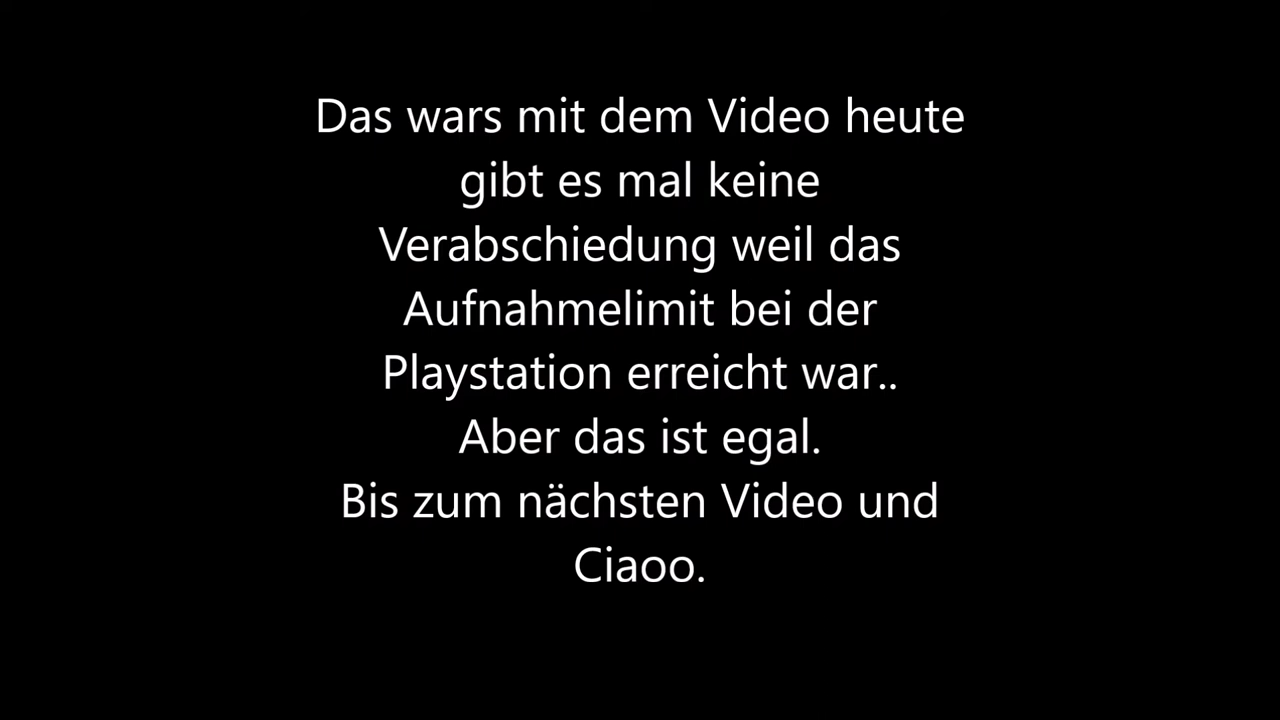 Das wars mit dem Video heute
gibt es mal keine
Verabschiedung weil das
Aufnahmelimit bei der
Playstation erreicht war..
Aber das ist egal.
Bis zum nächsten Video und
Ciaoo.